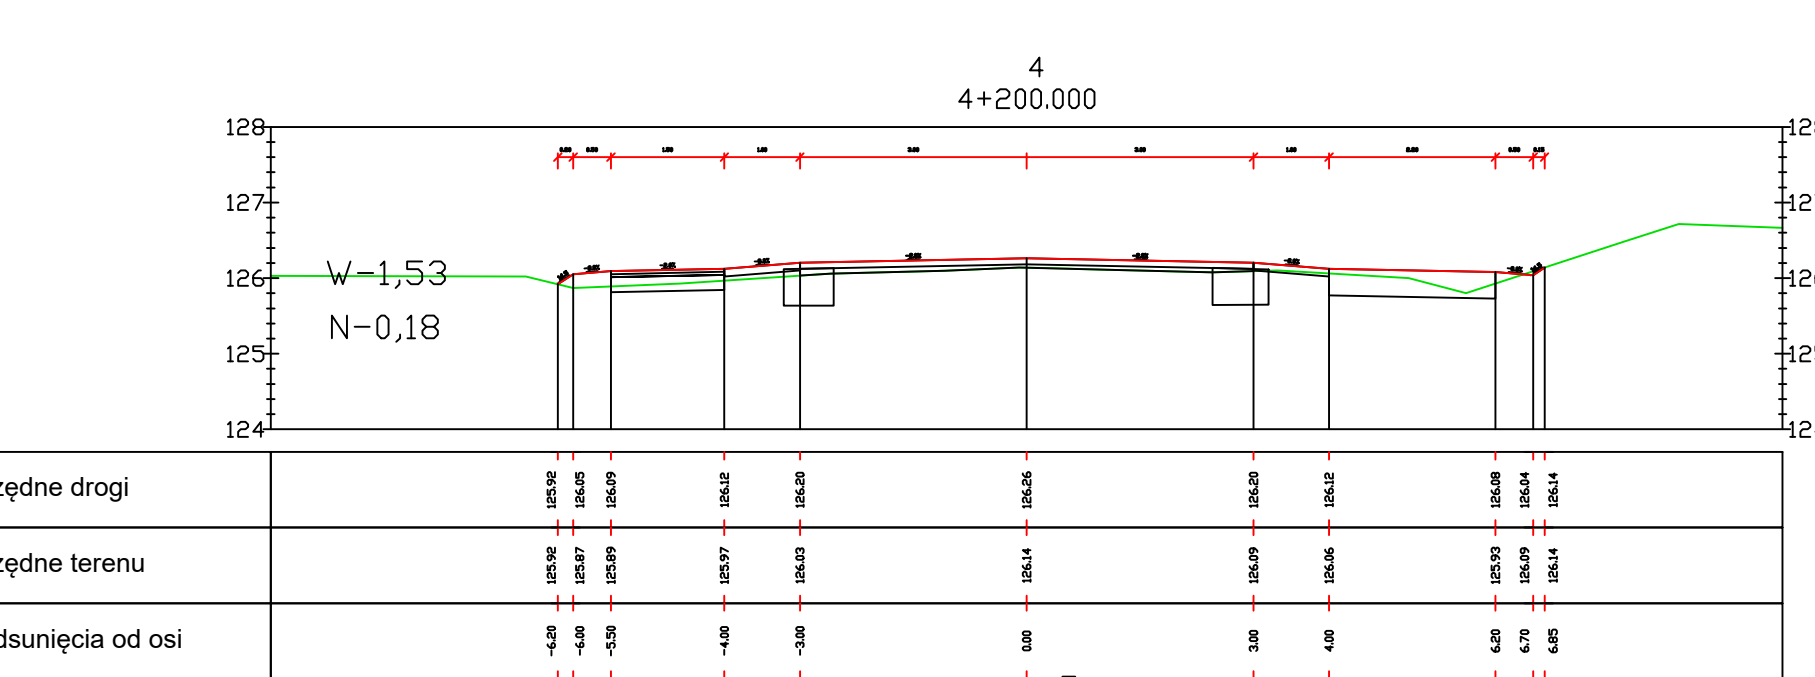 4
4+200.000
128
127
126
125
124
W-1,53
N-0,18
zędne drogi
125.92 126.05 126.09 126.12 126.20 126.26 126.20 126.12 126.08 126.04 126.14
zędne terenu
125.92 125.87 125.89 125.97 126.03 126.14 126.09 126.06 125.93 126.09 126.14
dsunięcia od osi
-6.20 -6.00 -5.50 -4.00 -3.00 0.00 3.00 4.00 6.20 6.70 6.85